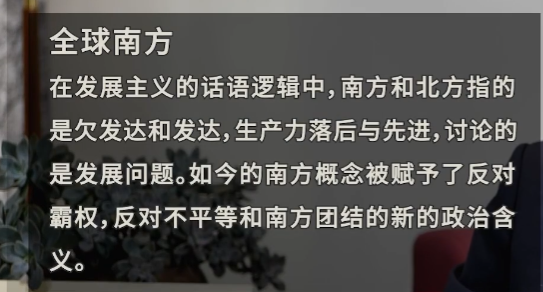 全球南方
在发展主义的话语逻辑中，南方和北方指的
是欠发达和发达，生产力落后与先进，讨论的
是发展问题。如今的南方概念被赋予了反对
霸权，反对不平等和南方团结的新的政治含
义。